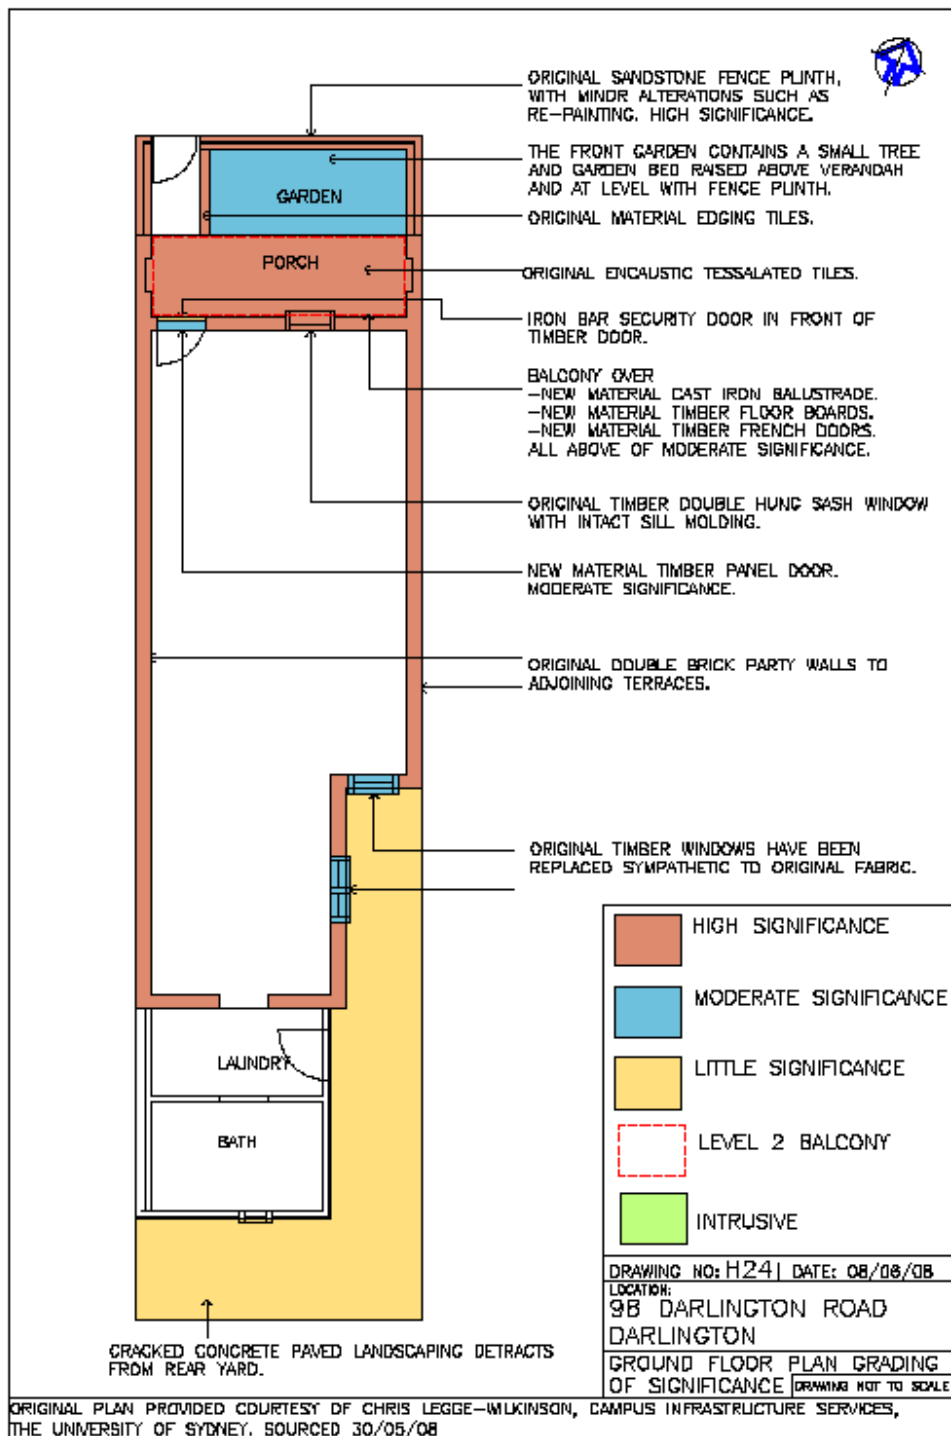 ORIGINAL SANDSTONE FENCE PLINTH,
WITH MINOR ALTERATIONS SUCH AS
RE-PAINTING. HIGH SIGNIFICANCE.
THE FRONT GARDEN CONTAINS A SMALL TREE
AND GARDEN BED RAISED ABOVE VERANDAH
AND AT LEVEL WITH FENCE PLINTH.
GARDEN
ORIGINAL MATERIAL EDGING TILES.
PORCH
ORIGINAL ENCAUSTIC TESSALATED TILES.
IRON BAR SECURITY DOOR IN FRONT OF
TIMBER DOOR.
BALCONY OVER
-NEW MATERIAL CAST IRON BALUSTRADE.
-NEW MATERIAL TIMBER FLOOR BOARDS.
-NEW MATERIAL TIMBER FRENCH DOORS.
ALL ABOVE OF MODERATE SIGNIFICANCE.
ORIGINAL TIMBER DOUBLE HUNG SASH WINDOW
WITH INTACT SILL MOLDING.
NEW MATERIAL TIMBER PANEL DOOR.
MODERATE SIGNIFICANCE.
ORIGINAL DOUBLE BRICK PARTY WALLS TO
ADJOINING TERRACES.
ORIGINAL TIMBER WINDOWS HAVE BEEN
REPLACED SYMPATHETIC TO ORIGINAL FABRIC.
LAUNDRY
BATH
HIGH SIGNIFICANCE
MODERATE SIGNIFICANCE
LITTLE SIGNIFICANCE
LEVEL 2 BALCONY
INTRUSIVE
DRAWING NO: H24 DATE: 08/08/08
LOCATION:
98 DARLINGTON ROAD
DARLINGTON
GROUND FLOOR PLAN GRADING
OF SIGNIFICANCE DRAWING NOT TO SCALE
CRACKED CONCRETE PAVED LANDSCAPING DETRACTS
FROM REAR YARD.
ORIGINAL PLAN PROVIDED COURTESY OF CHRIS LEGGE-WILKINSON, CAMPUS INFRASTRUCTURE SERVICES,
THE UNIVERSITY OF SYDNEY. SOURCED 30/05/08